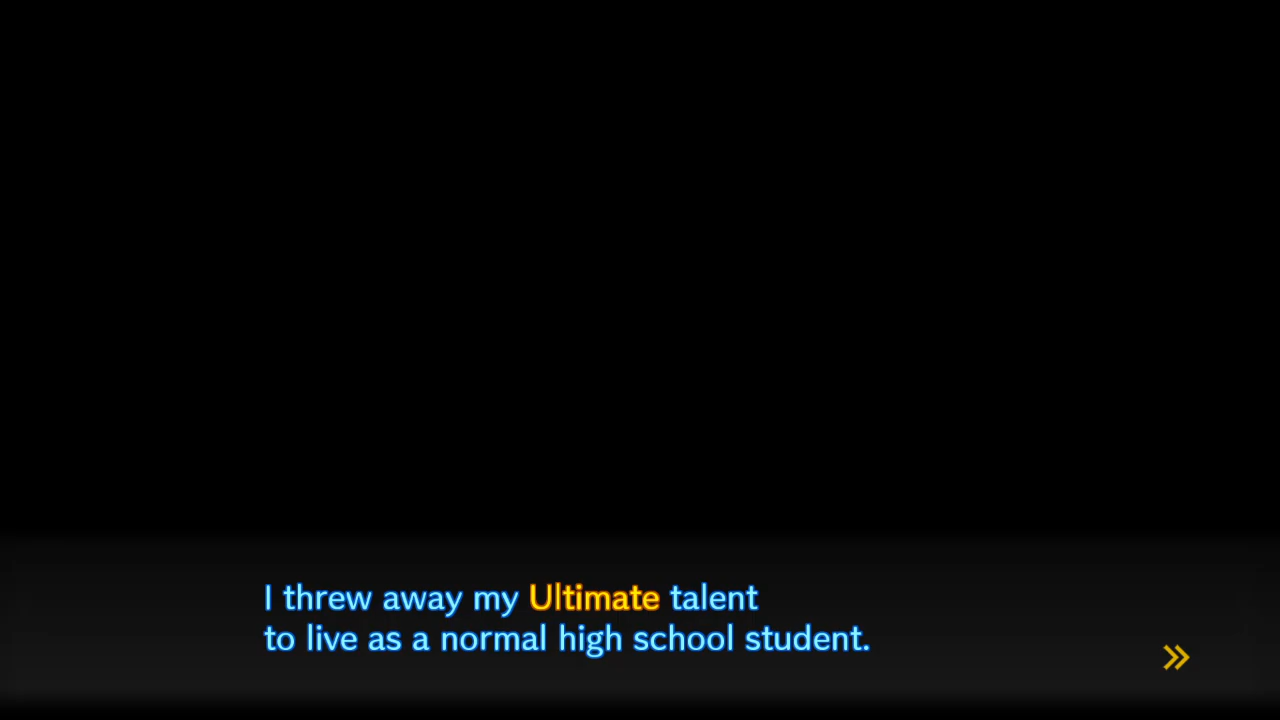 I threw away my Ultimate talent
to live as a normal high school student.